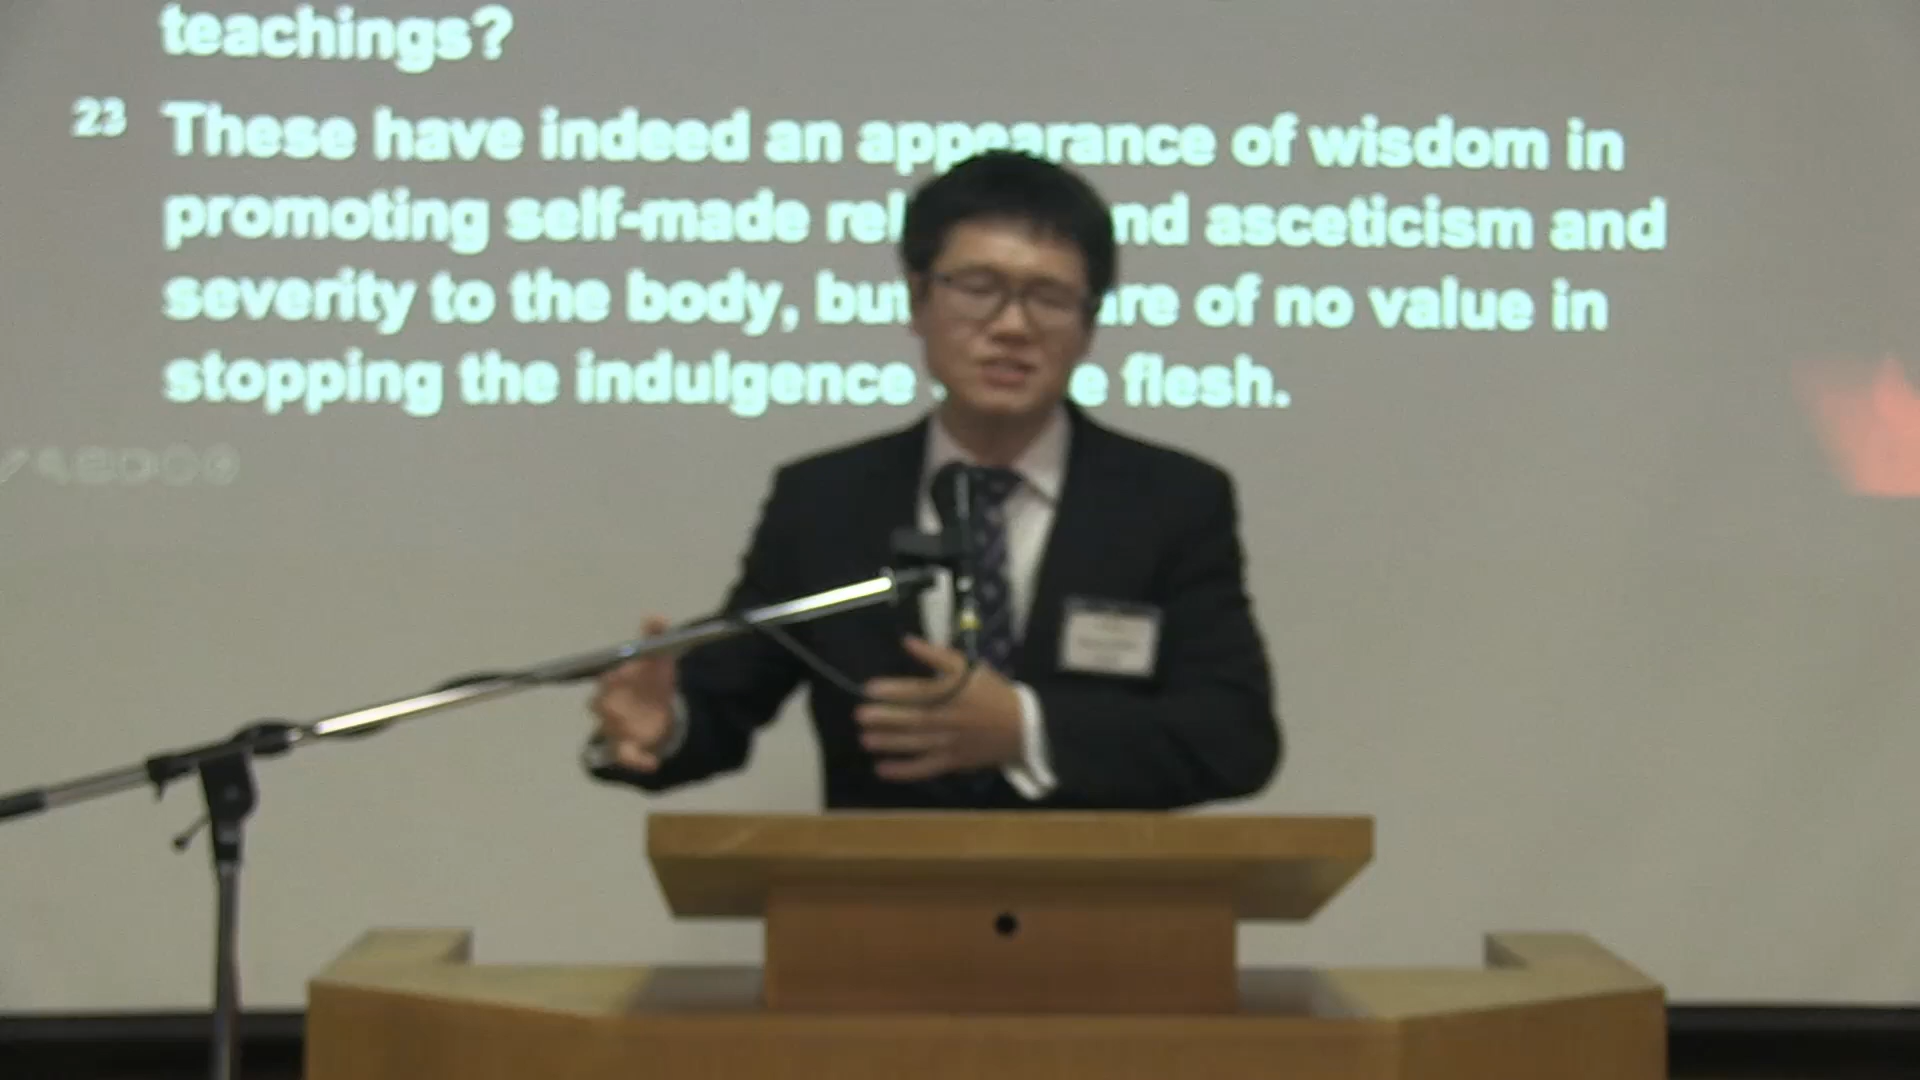 teachings?
23 These have indeed an appearance of wisdom in
promoting self-made rel nd asceticism and
severity to the body, but are of no value in
stopping the indulgence e flesh.